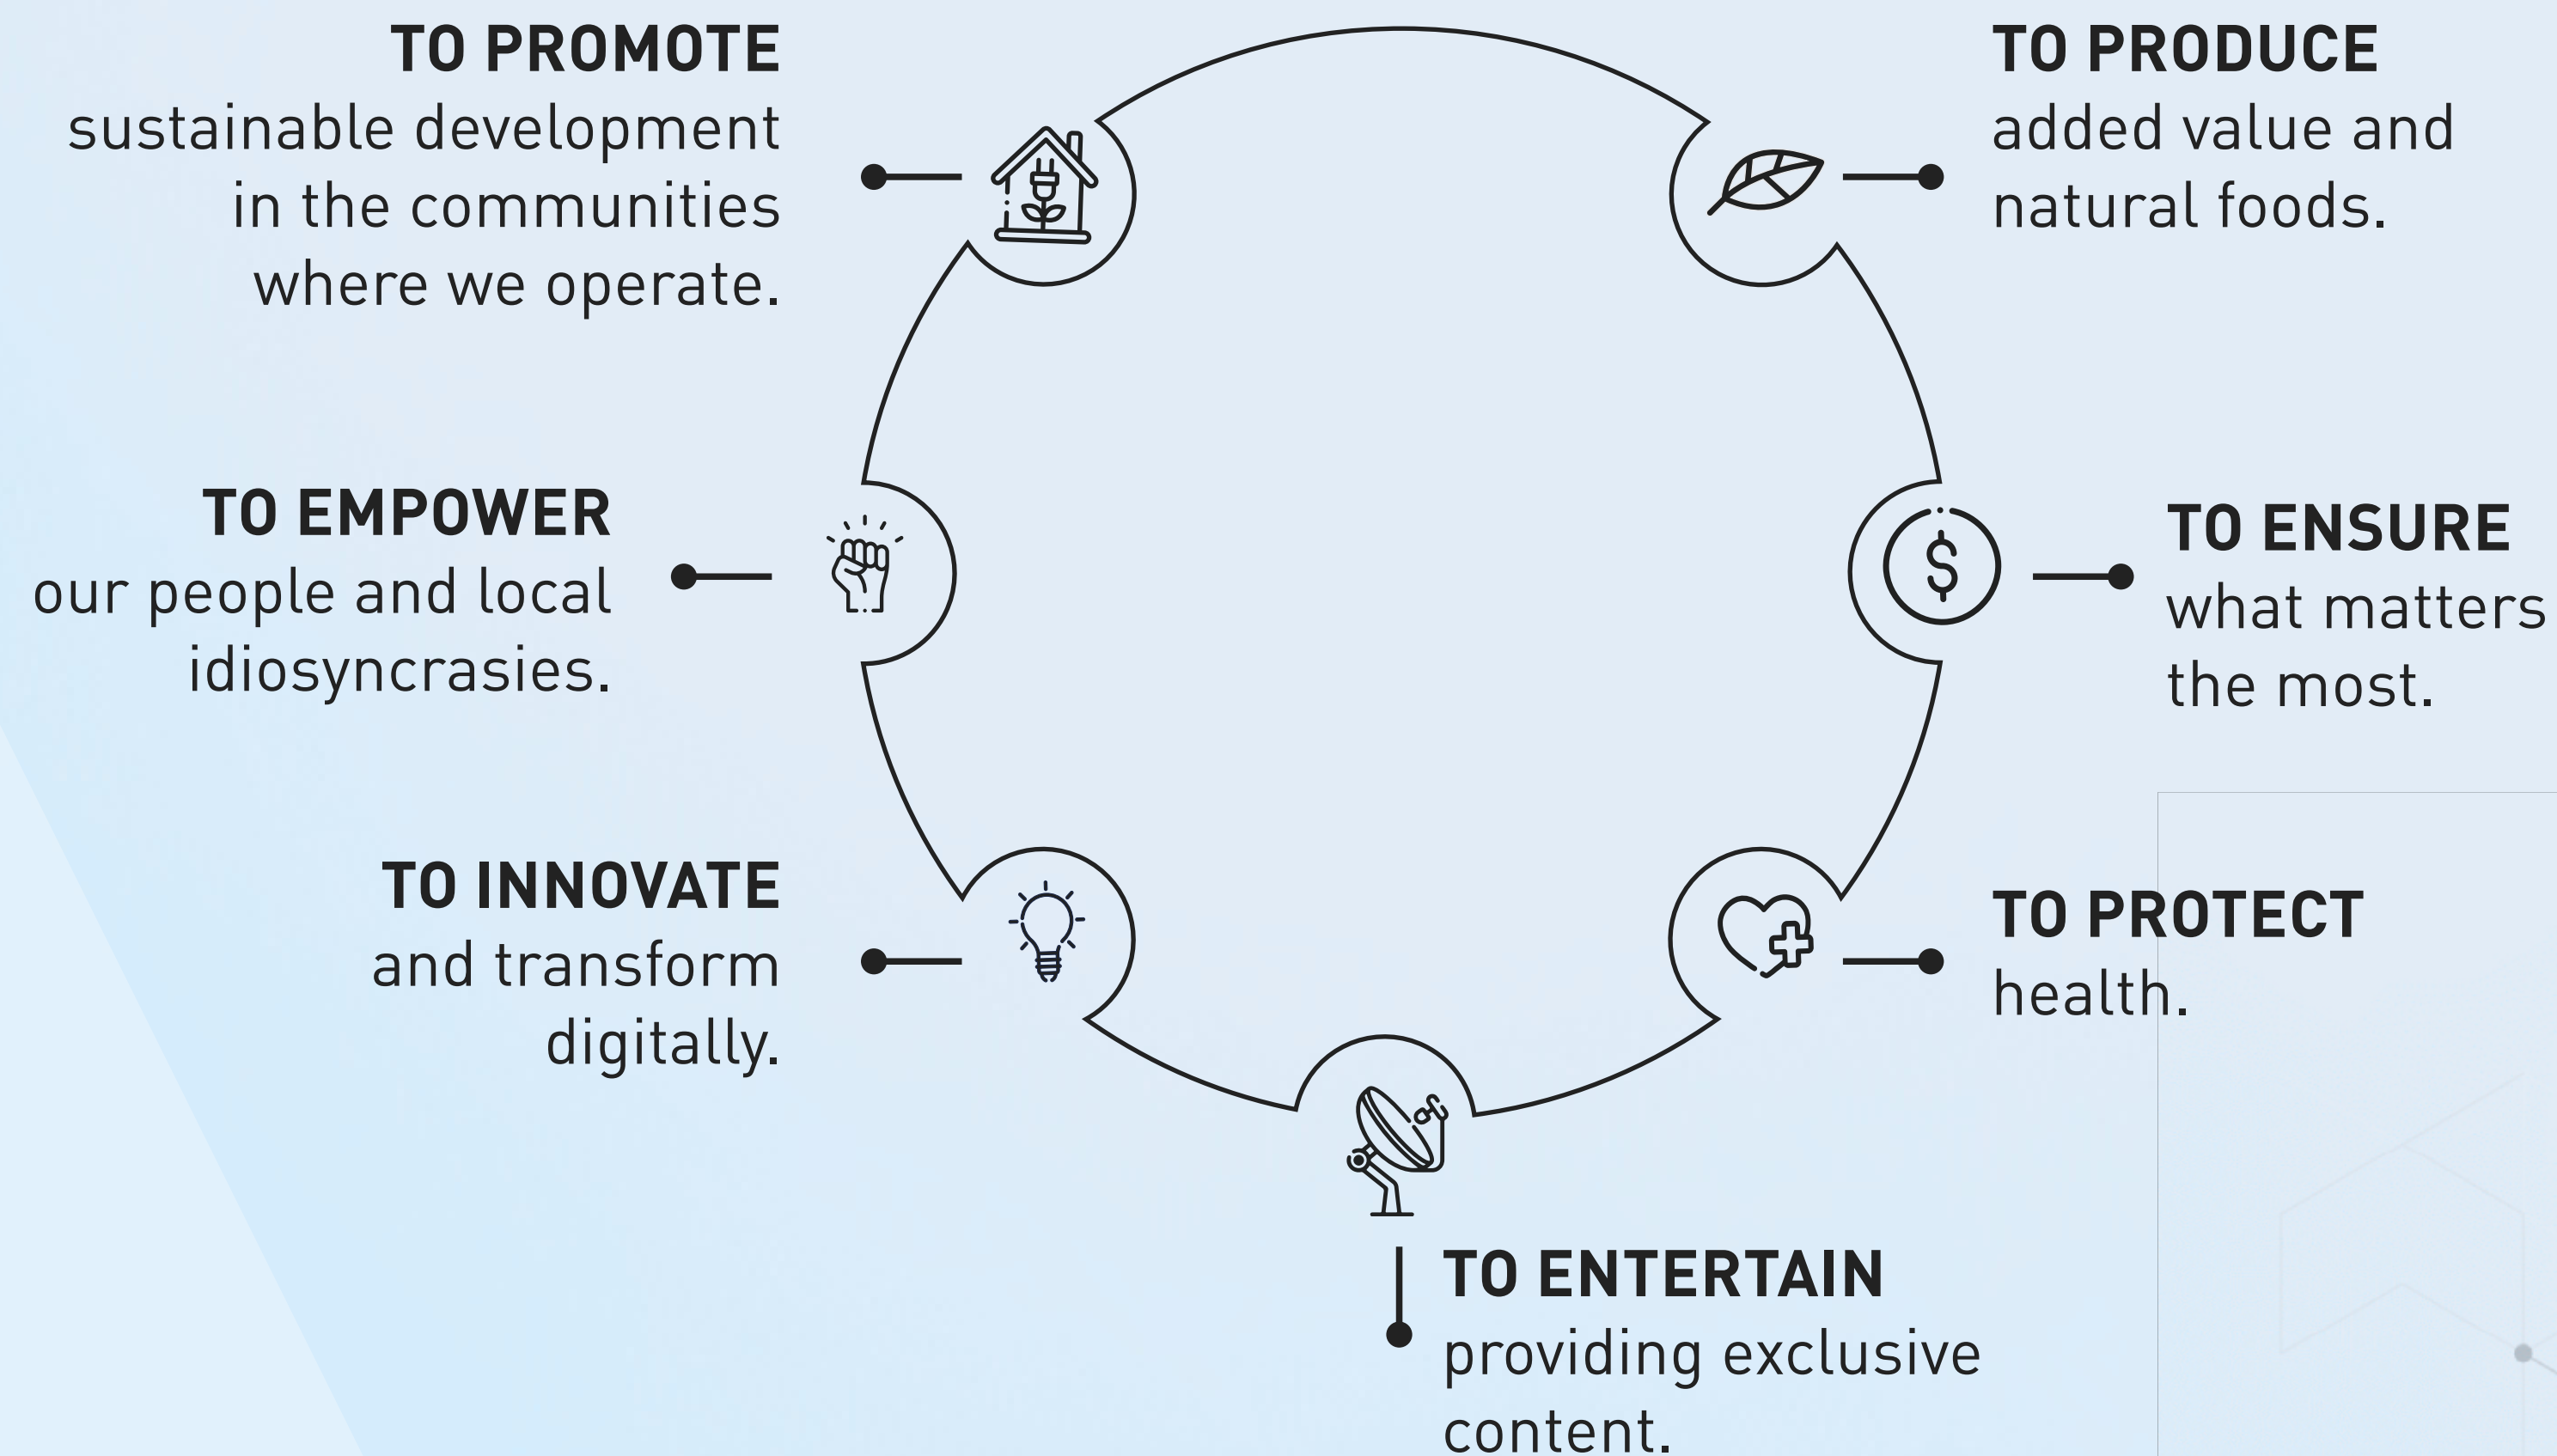 TO PROMOTE
sustainable development
in the communities
where we operate.
TO PRODUCE
added value and
natural foods.
TO EMPOWER
our people and local
idiosyncrasies.
TO ENSURE
what matters
the most.
TO INNOVATE
and transform
digitally.
TO PROTECT
health.
TO ENTERTAIN
providing exclusive
content.